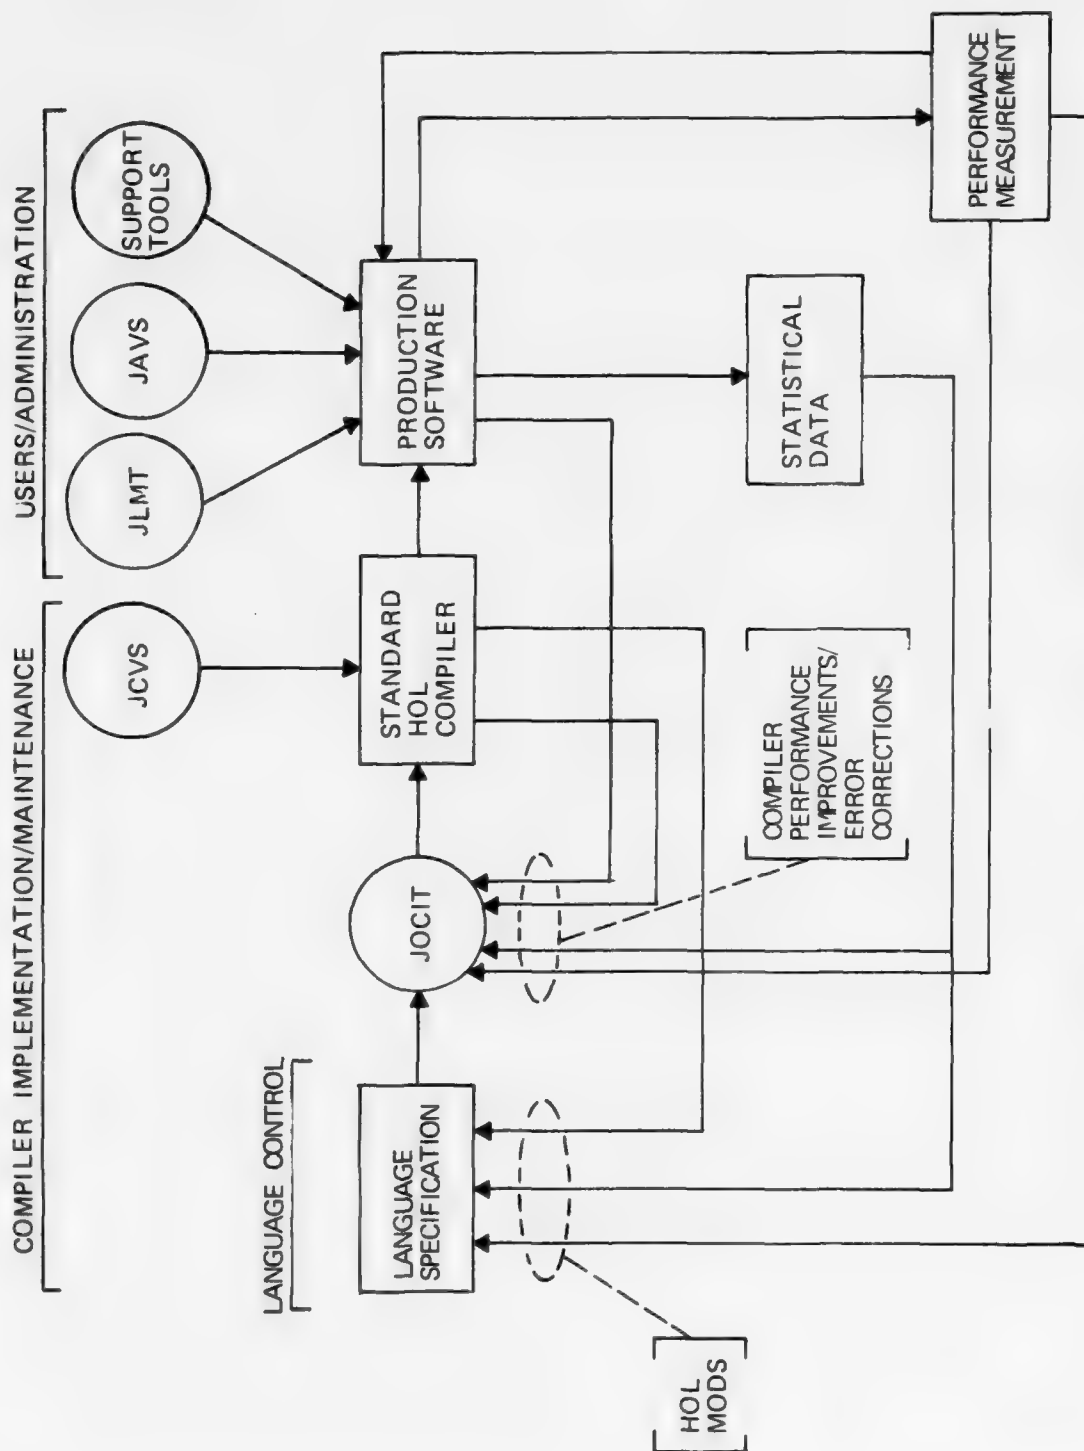 COMPILER IMPLEMENTATION/MAINTENANCE
USERS/ADMINISTRATION
LANGUAGE CONTROL
JCVS
JLMT
JAVS
SUPPORT
TOOLS
LANGUAGE
SPECIFICATION
JOCIT
STANDARD
HOL
COMPILER
PRODUCTION
SOFTWARE
HOL
MODS
COMPILER
PERFORMANCE
IMPROVEMENTS/
ERROR
CORRECTIONS
STATISTICAL
DATA
PERFORMANCE
MEASUREMENT